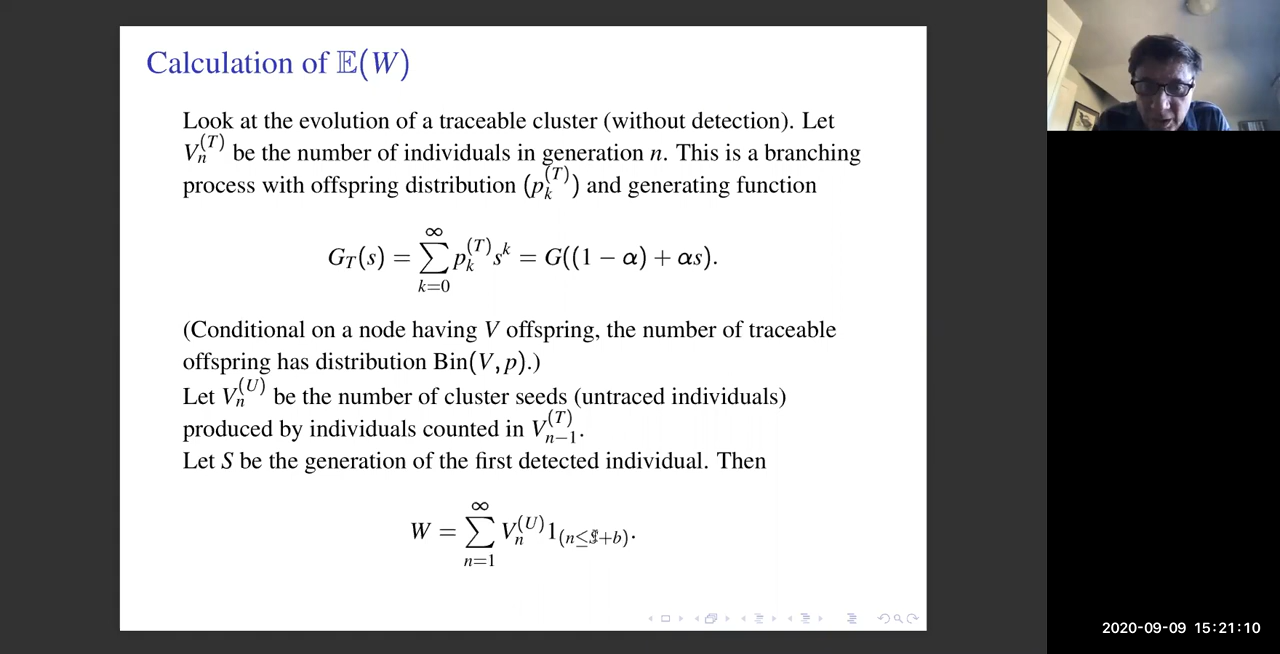 Calculation of 𝔼(W)
Look at the evolution of a traceable cluster (without detection). Let
V_n^{(T)} be the number of individuals in generation n. This is a branching
process with offspring distribution (p_k^{(T)}) and generating function
G_T(s) = ∑_{k=0}^{∞} p_k^{(T)} s^k = G((1 − α) + αs).
(Conditional on a node having V offspring, the number of traceable
offspring has distribution Bin(V, p).)
Let V_n^{(U)} be the number of cluster seeds (untraced individuals)
produced by individuals counted in V_{n−1}^{(T)}.
Let S be the generation of the first detected individual. Then
W = ∑_{n=1}^{∞} V_n^{(U)} 1_{(n≤S+b)}.
2020-09-09 15:21:10